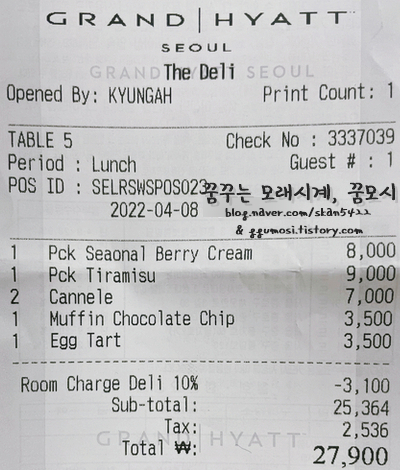 GRAND | HYATT™
SEOUL
GRAND HYATT SEOUL
The Deli
Opened By: KYUNGAH Print Count: 1
TABLE 5 Check No : 3337039
Period : Lunch Guest # : 1
POS ID : SELRSWSPOS023
꿈꾸는 모래시계, 꿈모시
2022-04-08
blog.naver.com/skan5422
& ggumosi.tistory.com
1 Pck Seaonal Berry Cream 8,000
1 Pck Tiramisu 9,000
2 Cannele 7,000
1 Muffin Chocolate Chip 3,500
1 Egg Tart 3,500
Room Charge Deli 10% -3,100
Sub-total: 25,364
Tax: 2,536
GRAND | HYATT
Total ₩: 27,900